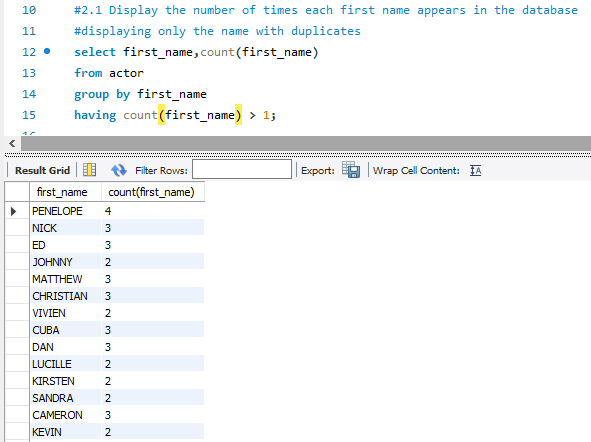 10 #2.1 Display the number of times each first name appears in the database
11 #displaying only the name with duplicates
12 select first_name,count(first_name)
13 from actor
14 group by first_name
15 having count(first_name) > 1;
Result Grid Filter Rows: Export: Wrap Cell Content: IA
first_name count(first_name)
PENELOPE 4
NICK 3
ED 3
JOHNNY 2
MATTHEW 3
CHRISTIAN 3
VIVIEN 2
CUBA 3
DAN 3
LUCILLE 2
KIRSTEN 2
SANDRA 2
CAMERON 3
KEVIN 2